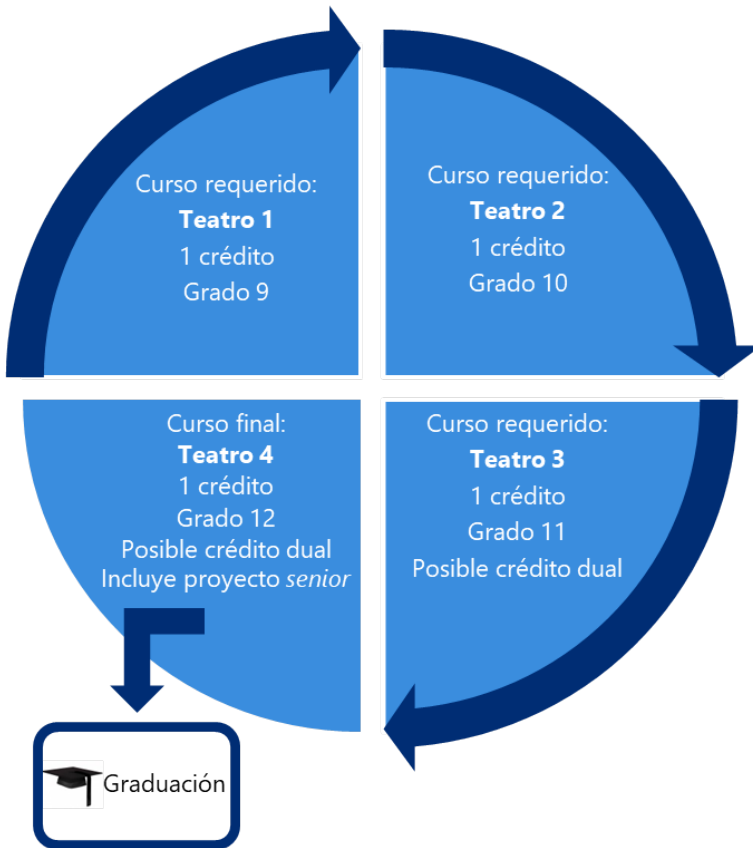 Curso requerido:
Teatro 1
1 crédito
Grado 9
Curso requerido:
Teatro 2
1 crédito
Grado 10
Curso requerido:
Teatro 3
1 crédito
Grado 11
Posible crédito dual
Curso final:
Teatro 4
1 crédito
Grado 12
Posible crédito dual
Incluye proyecto senior
Graduación